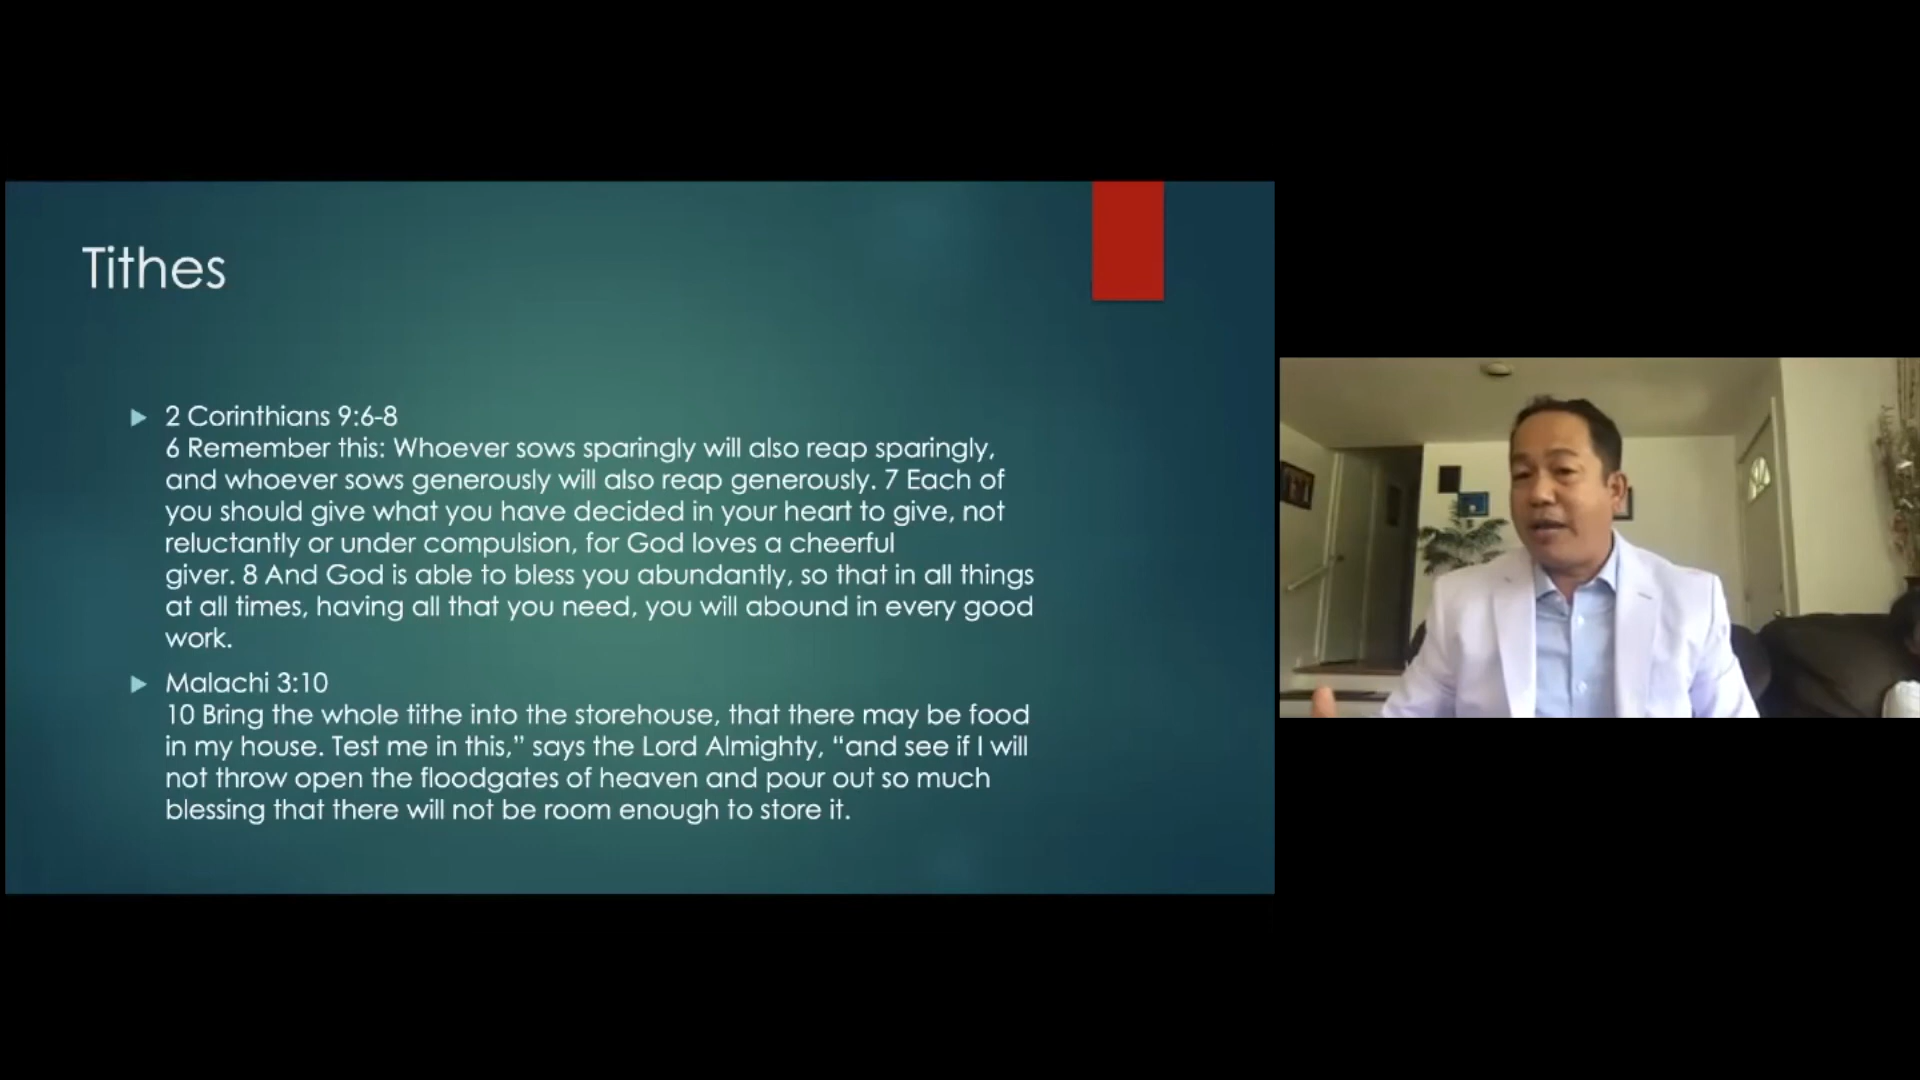 Tithes
2 Corinthians 9:6-8
6 Remember this: Whoever sows sparingly will also reap sparingly,
and whoever sows generously will also reap generously. 7 Each of
you should give what you have decided in your heart to give, not
reluctantly or under compulsion, for God loves a cheerful
giver. 8 And God is able to bless you abundantly, so that in all things
at all times, having all that you need, you will abound in every good
work.
Malachi 3:10
10 Bring the whole tithe into the storehouse, that there may be food
in my house. Test me in this,” says the Lord Almighty, “and see if I will
not throw open the floodgates of heaven and pour out so much
blessing that there will not be room enough to store it.